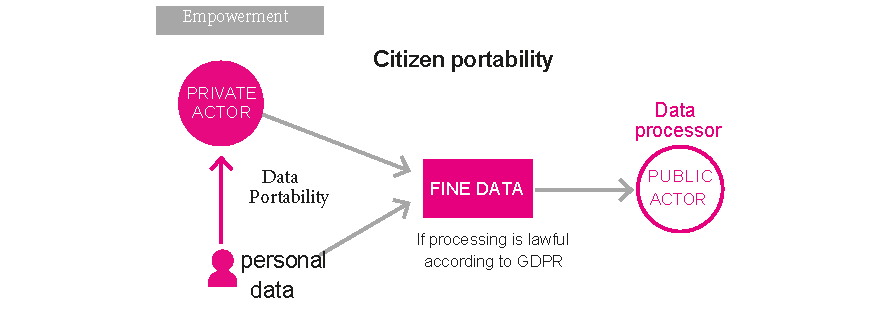 Empowerment
Citizen portability
PRIVATE
ACTOR
Data
Portability
personal
data
FINE DATA
If processing is lawful
according to GDPR
Data
processor
PUBLIC
ACTOR